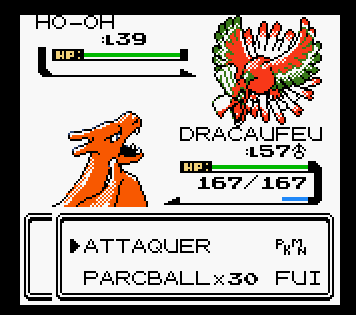 HO-OH
:L39
HP:
DRACAUFEU
:L57♂
HP:
167/167
▶ATTAQUER PKMN
PARCBALL×30 FUI